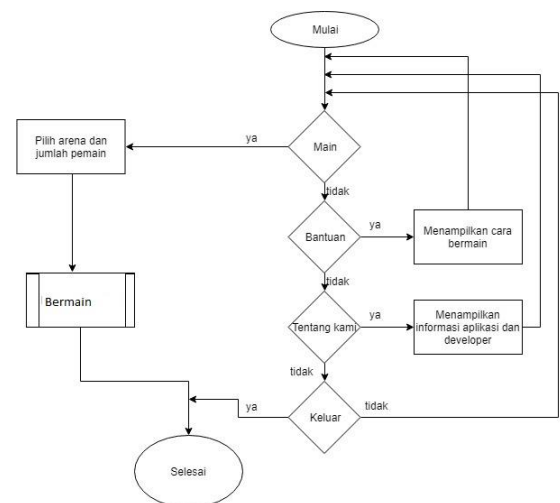 Mulai
Main
ya
Pilih arena dan
jumlah pemain
tidak
Bantuan
ya
Menampilkan cara
bermain
tidak
Bermain
Tentang kami
ya
Menampilkan
informasi aplikasi dan
developer
tidak
Keluar
ya
tidak
Selesai